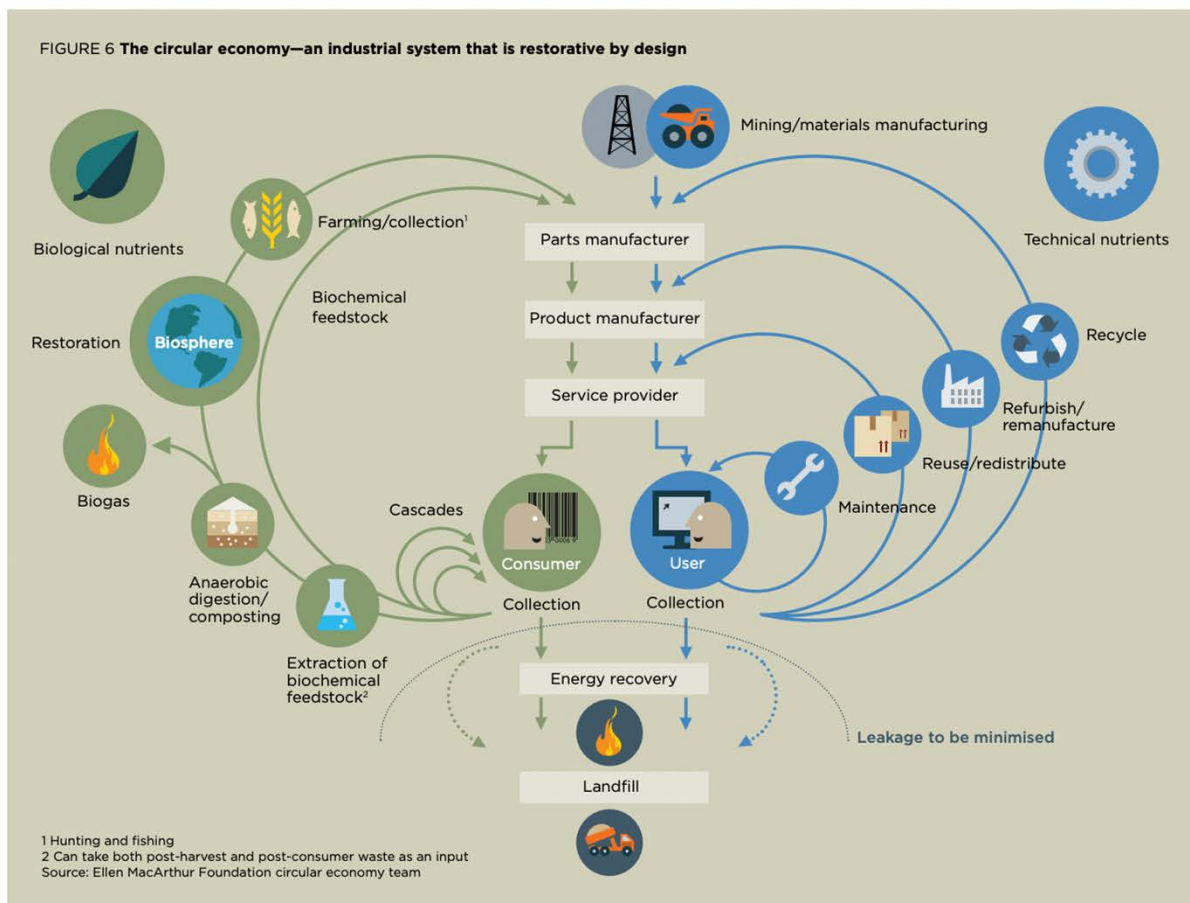 FIGURE 6 The circular economy—an industrial system that is restorative by design
Mining/materials manufacturing
Biological nutrients
Farming/collection¹
Parts manufacturer
Technical nutrients
Biochemical
feedstock
Product manufacturer
Restoration
Biosphere
Recycle
Service provider
Refurbish/
remanufacture
Reuse/redistribute
Biogas
Cascades
Maintenance
Consumer
User
Anaerobic
digestion/
composting
Collection
Collection
Extraction of
biochemical
feedstock²
Energy recovery
Leakage to be minimised
Landfill
1 Hunting and fishing
2 Can take both post-harvest and post-consumer waste as an input
Source: Ellen MacArthur Foundation circular economy team